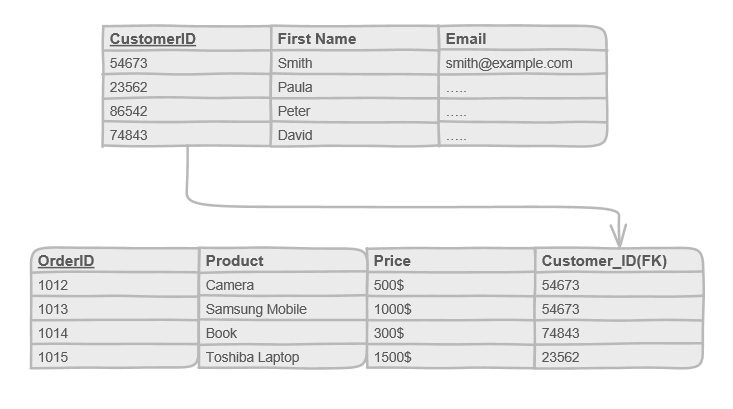 CustomerID First Name Email
54673 Smith smith@example.com
23562 Paula .....
86542 Peter .....
74843 David .....
OrderID Product Price Customer_ID(FK)
1012 Camera 500$ 54673
1013 Samsung Mobile 1000$ 54673
1014 Book 300$ 74843
1015 Toshiba Laptop 1500$ 23562